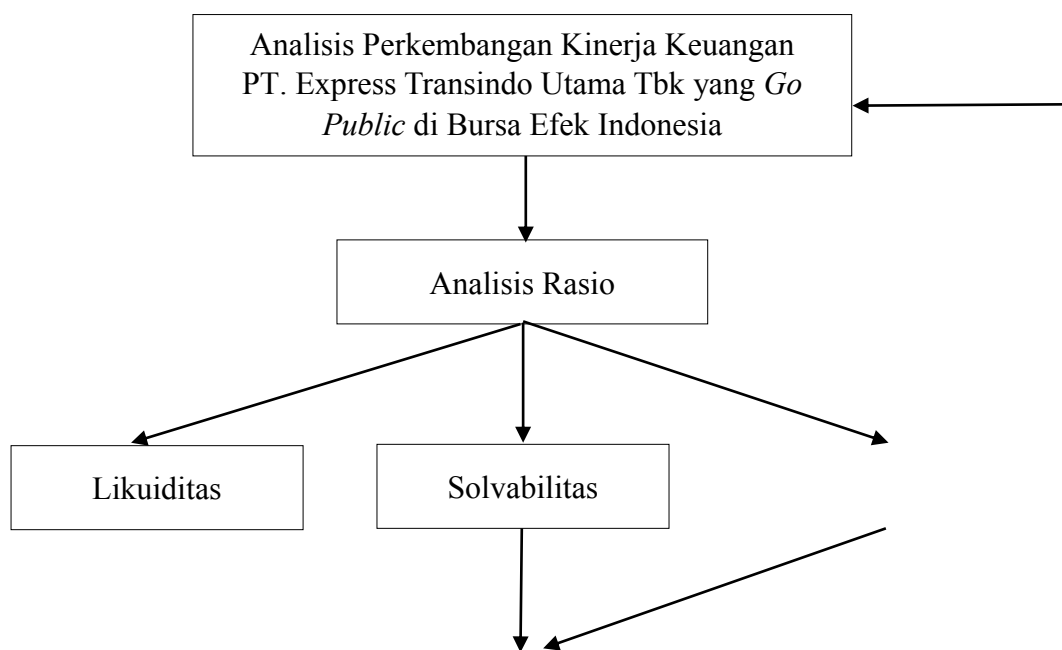 Analisis Perkembangan Kinerja Keuangan
PT. Express Transindo Utama Tbk yang Go
Public di Bursa Efek Indonesia
Analisis Rasio
Likuiditas
Solvabilitas